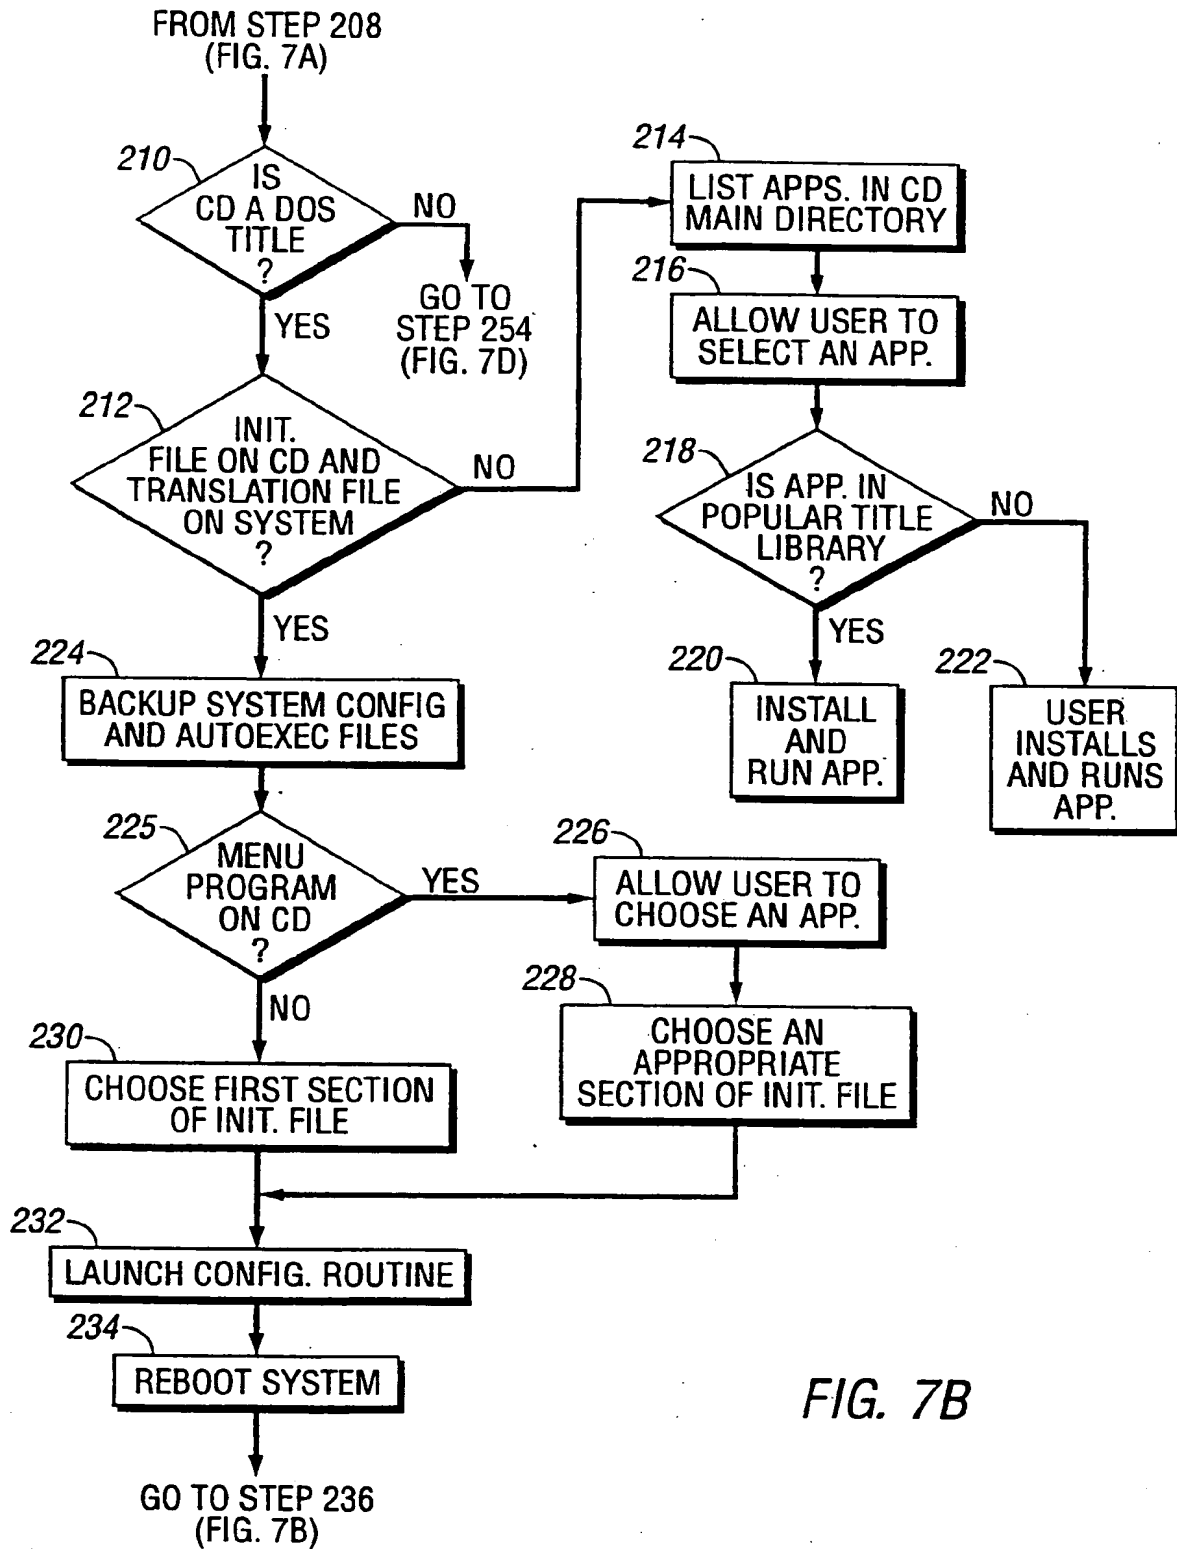 FROM STEP 208
(FIG. 7A)
210
IS
CD A DOS
TITLE
?
NO
GO TO
STEP 254
(FIG. 7D)
YES
212
INIT.
FILE ON CD AND
TRANSLATION FILE
ON SYSTEM
?
NO
YES
214
LIST APPS. IN CD
MAIN DIRECTORY
216
ALLOW USER TO
SELECT AN APP.
218
IS APP. IN
POPULAR TITLE
LIBRARY
?
NO
YES
220
INSTALL
AND
RUN APP.
222
USER
INSTALLS
AND RUNS
APP.
224
BACKUP SYSTEM CONFIG
AND AUTOEXEC FILES
225
MENU
PROGRAM
ON CD
?
YES
NO
226
ALLOW USER TO
CHOOSE AN APP.
228
CHOOSE AN
APPROPRIATE
SECTION OF INIT. FILE
230
CHOOSE FIRST SECTION
OF INIT. FILE
232
LAUNCH CONFIG. ROUTINE
234
REBOOT SYSTEM
GO TO STEP 236
(FIG. 7B)
FIG. 7B